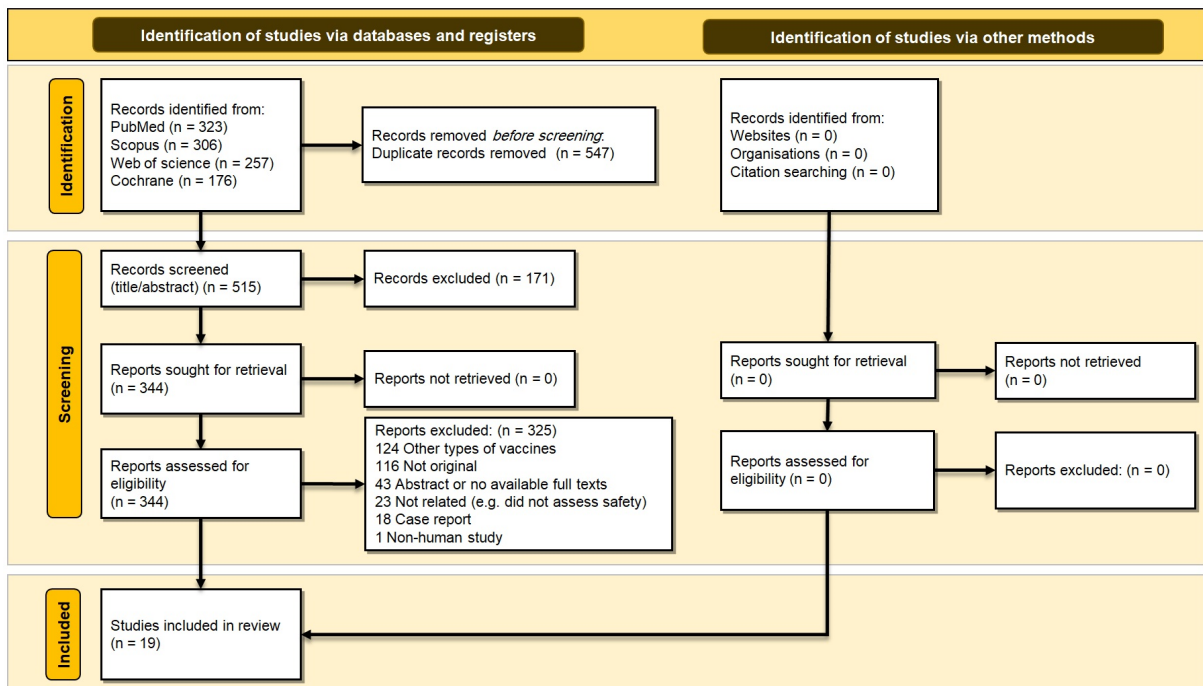 Identification of studies via databases and registers
Identification of studies via other methods
Identification
Records identified from:
PubMed (n = 323)
Scopus (n = 306)
Web of science (n = 257)
Cochrane (n = 176)
Records removed before screening:
Duplicate records removed (n = 547)
Records identified from:
Websites (n = 0)
Organisations (n = 0)
Citation searching (n = 0)
Screening
Records screened
(title/abstract) (n = 515)
Records excluded (n = 171)
Reports sought for retrieval
(n = 344)
Reports not retrieved (n = 0)
Reports sought for retrieval
(n = 0)
Reports not retrieved
(n = 0)
Reports assessed for
eligibility
(n = 344)
Reports excluded: (n = 325)
124 Other types of vaccines
116 Not original
43 Abstract or no available full texts
23 Not related (e.g. did not assess safety)
18 Case report
1 Non-human study
Reports assessed for
eligibility (n = 0)
Reports excluded: (n = 0)
Included
Studies included in review
(n = 19)